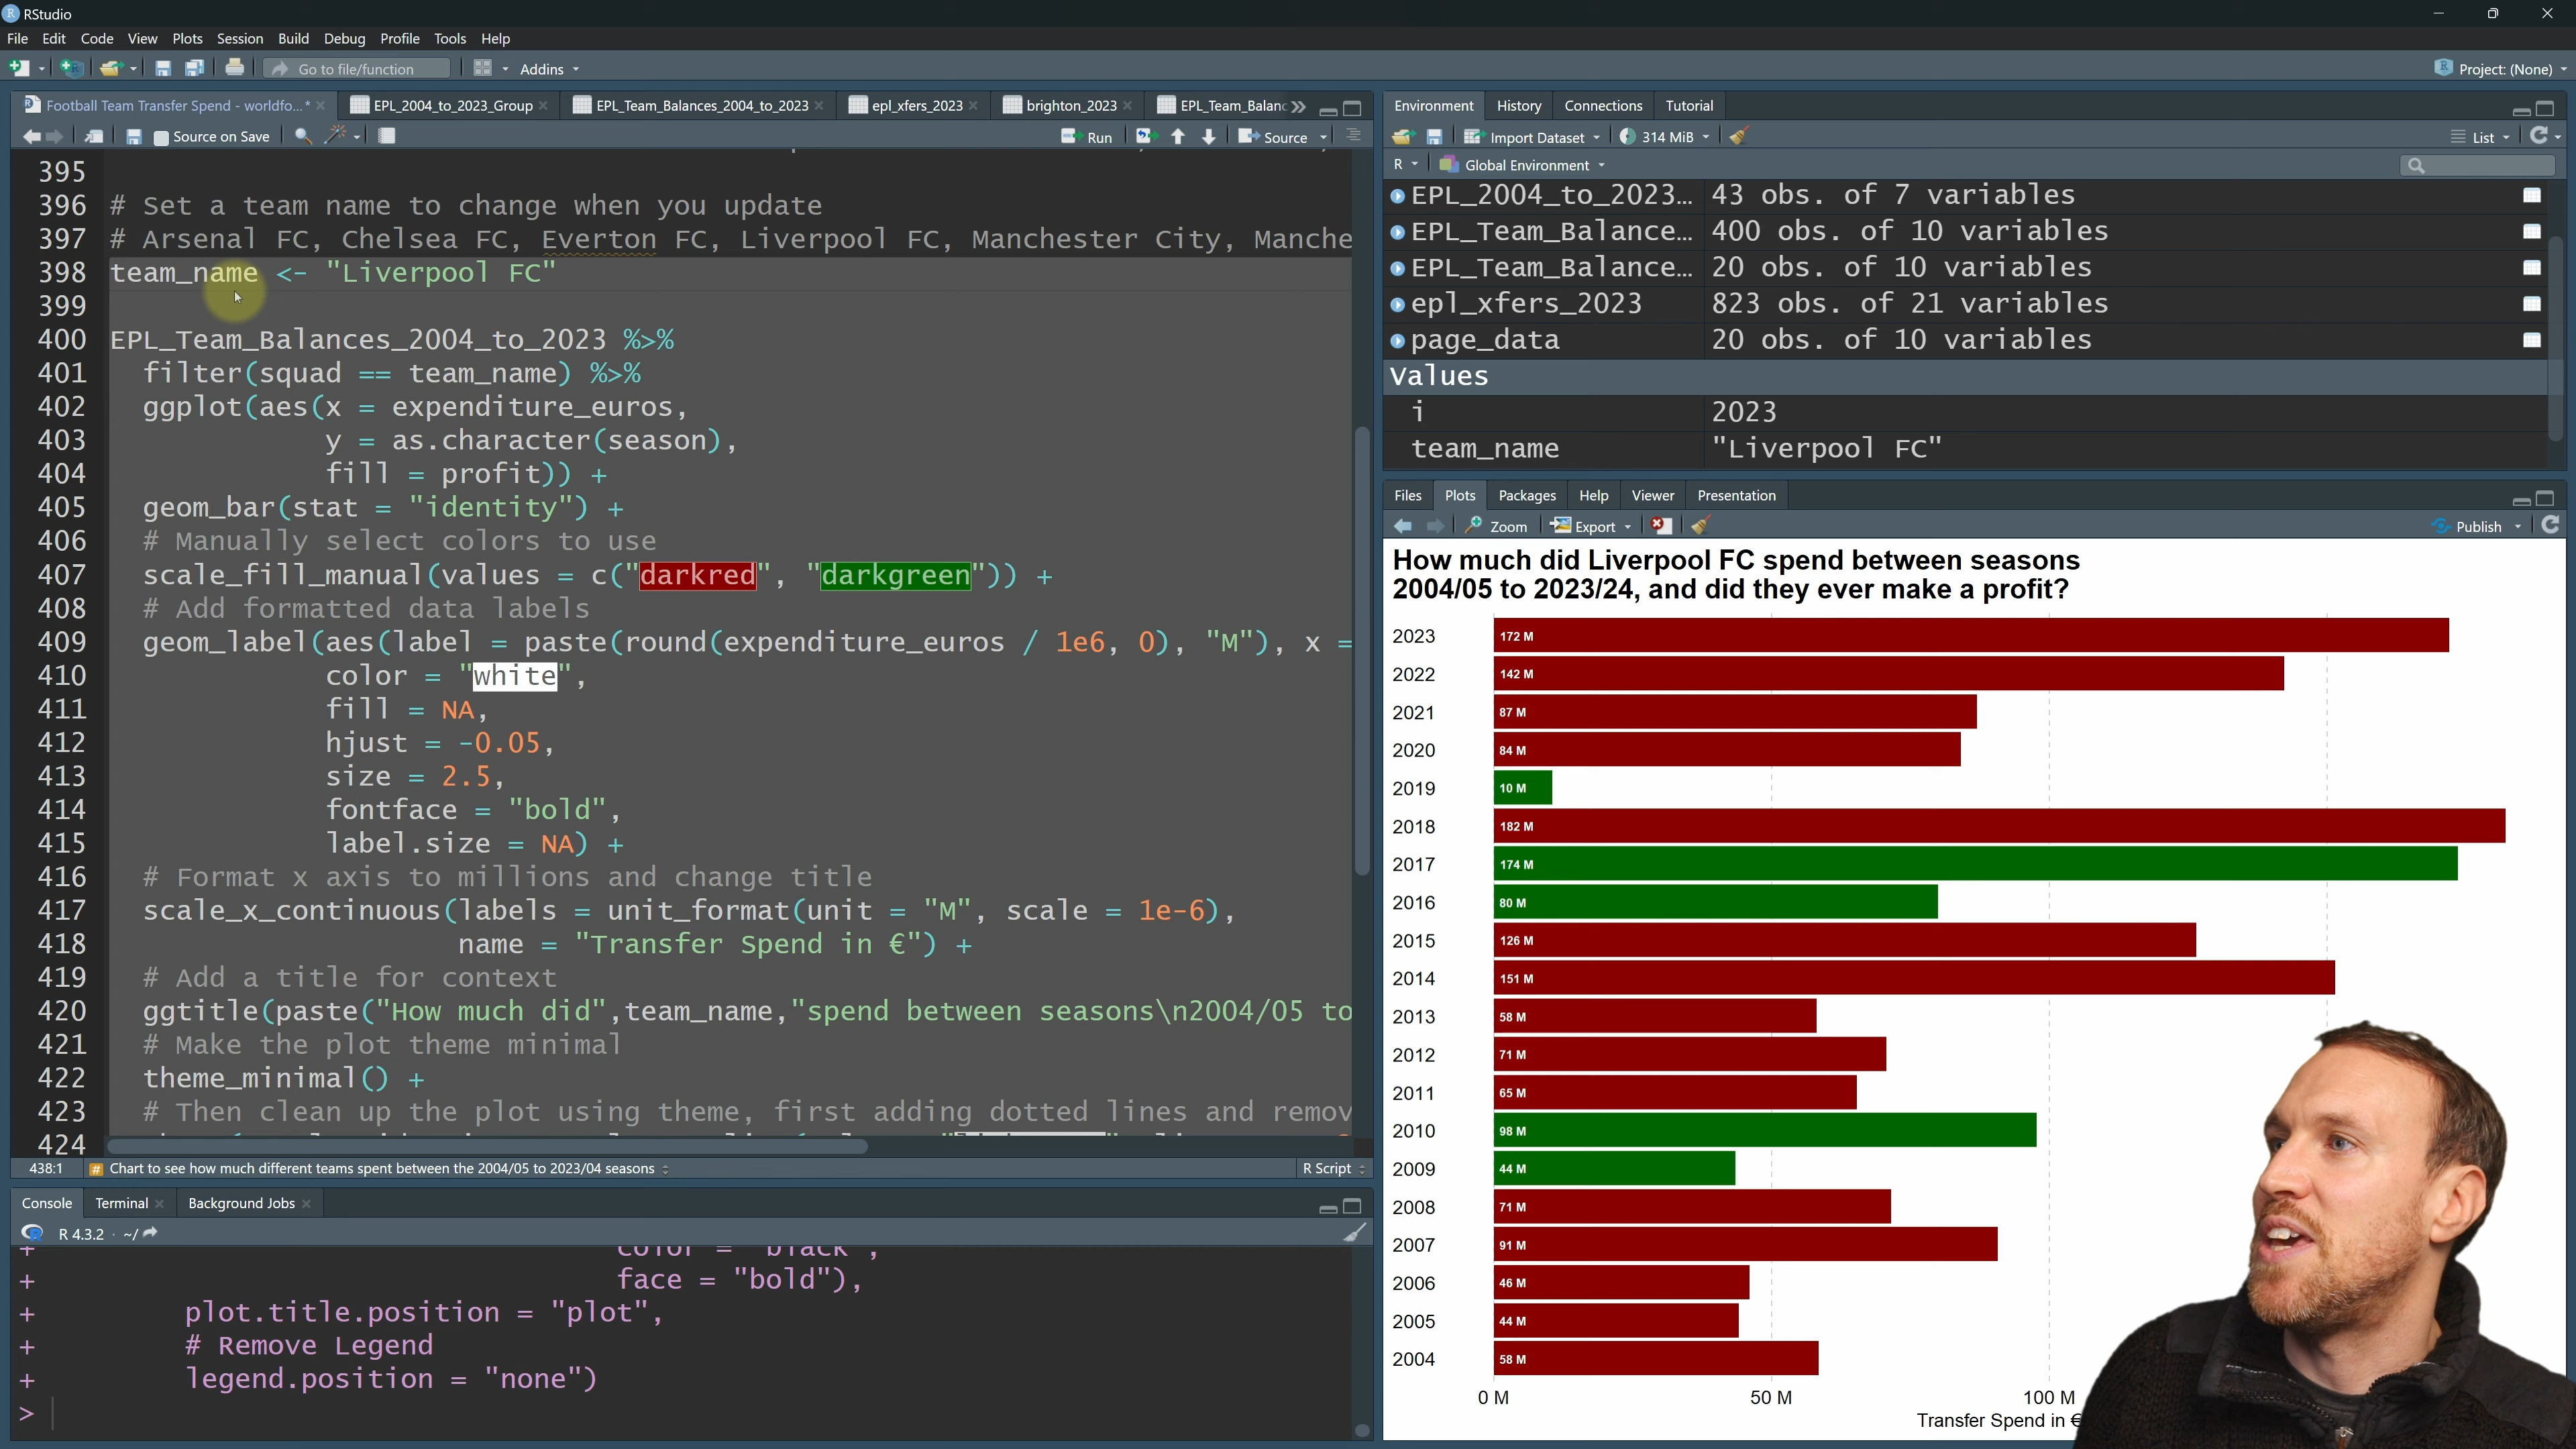 RStudio
File Edit Code View Plots Session Build Debug Profile Tools Help
Go to file/function
Addins
Project: (None)
Football Team Transfer Spend - worldfo...*
EPL_2004_to_2023_Group
EPL_Team_Balances_2004_to_2023
epl_xfers_2023
brighton_2023
EPL_Team_Balanc
Source on Save
Run
Source
395
396 # Set a team name to change when you update
397 # Arsenal FC, Chelsea FC, Everton FC, Liverpool FC, Manchester City, Manche
398 team_name <- "Liverpool FC"
399
400 EPL_Team_Balances_2004_to_2023 %>%
401 filter(squad == team_name) %>%
402 ggplot(aes(x = expenditure_euros,
403 y = as.character(season),
404 fill = profit)) +
405 geom_bar(stat = "identity") +
406 # Manually select colors to use
407 scale_fill_manual(values = c("darkred", "darkgreen")) +
408 # Add formatted data labels
409 geom_label(aes(label = paste(round(expenditure_euros / 1e6, 0), "M"), x =
410 color = "white",
411 fill = NA,
412 hjust = -0.05,
413 size = 2.5,
414 fontface = "bold",
415 label.size = NA) +
416 # Format x axis to millions and change title
417 scale_x_continuous(labels = unit_format(unit = "M", scale = 1e-6),
418 name = "Transfer Spend in €") +
419 # Add a title for context
420 ggtitle(paste("How much did",team_name,"spend between seasons\n2004/05 to
421 # Make the plot theme minimal
422 theme_minimal() +
423 # Then clean up the plot using theme, first adding dotted lines and remov
424
438:1 # Chart to see how much different teams spent between the 2004/05 to 2023/04 seasons
R Script
Console Terminal Background Jobs
R 4.3.2 · ~/
+ color = "black",
+ face = "bold"),
+ plot.title.position = "plot",
+ # Remove Legend
+ legend.position = "none")
>
Environment History Connections Tutorial
Import Dataset 314 MiB List
R Global Environment
EPL_2004_to_2023... 43 obs. of 7 variables
EPL_Team_Balance... 400 obs. of 10 variables
EPL_Team_Balance... 20 obs. of 10 variables
epl_xfers_2023 823 obs. of 21 variables
page_data 20 obs. of 10 variables
Values
i 2023
team_name "Liverpool FC"
Files Plots Packages Help Viewer Presentation
Zoom Export Publish
How much did Liverpool FC spend between seasons
2004/05 to 2023/24, and did they ever make a profit?
2023 172 M
2022 142 M
2021 87 M
2020 84 M
2019 10 M
2018 182 M
2017 174 M
2016 80 M
2015 126 M
2014 151 M
2013 58 M
2012 71 M
2011 65 M
2010 98 M
2009 44 M
2008 71 M
2007 91 M
2006 46 M
2005 44 M
2004 58 M
0 M 50 M 100 M
Transfer Spend in €